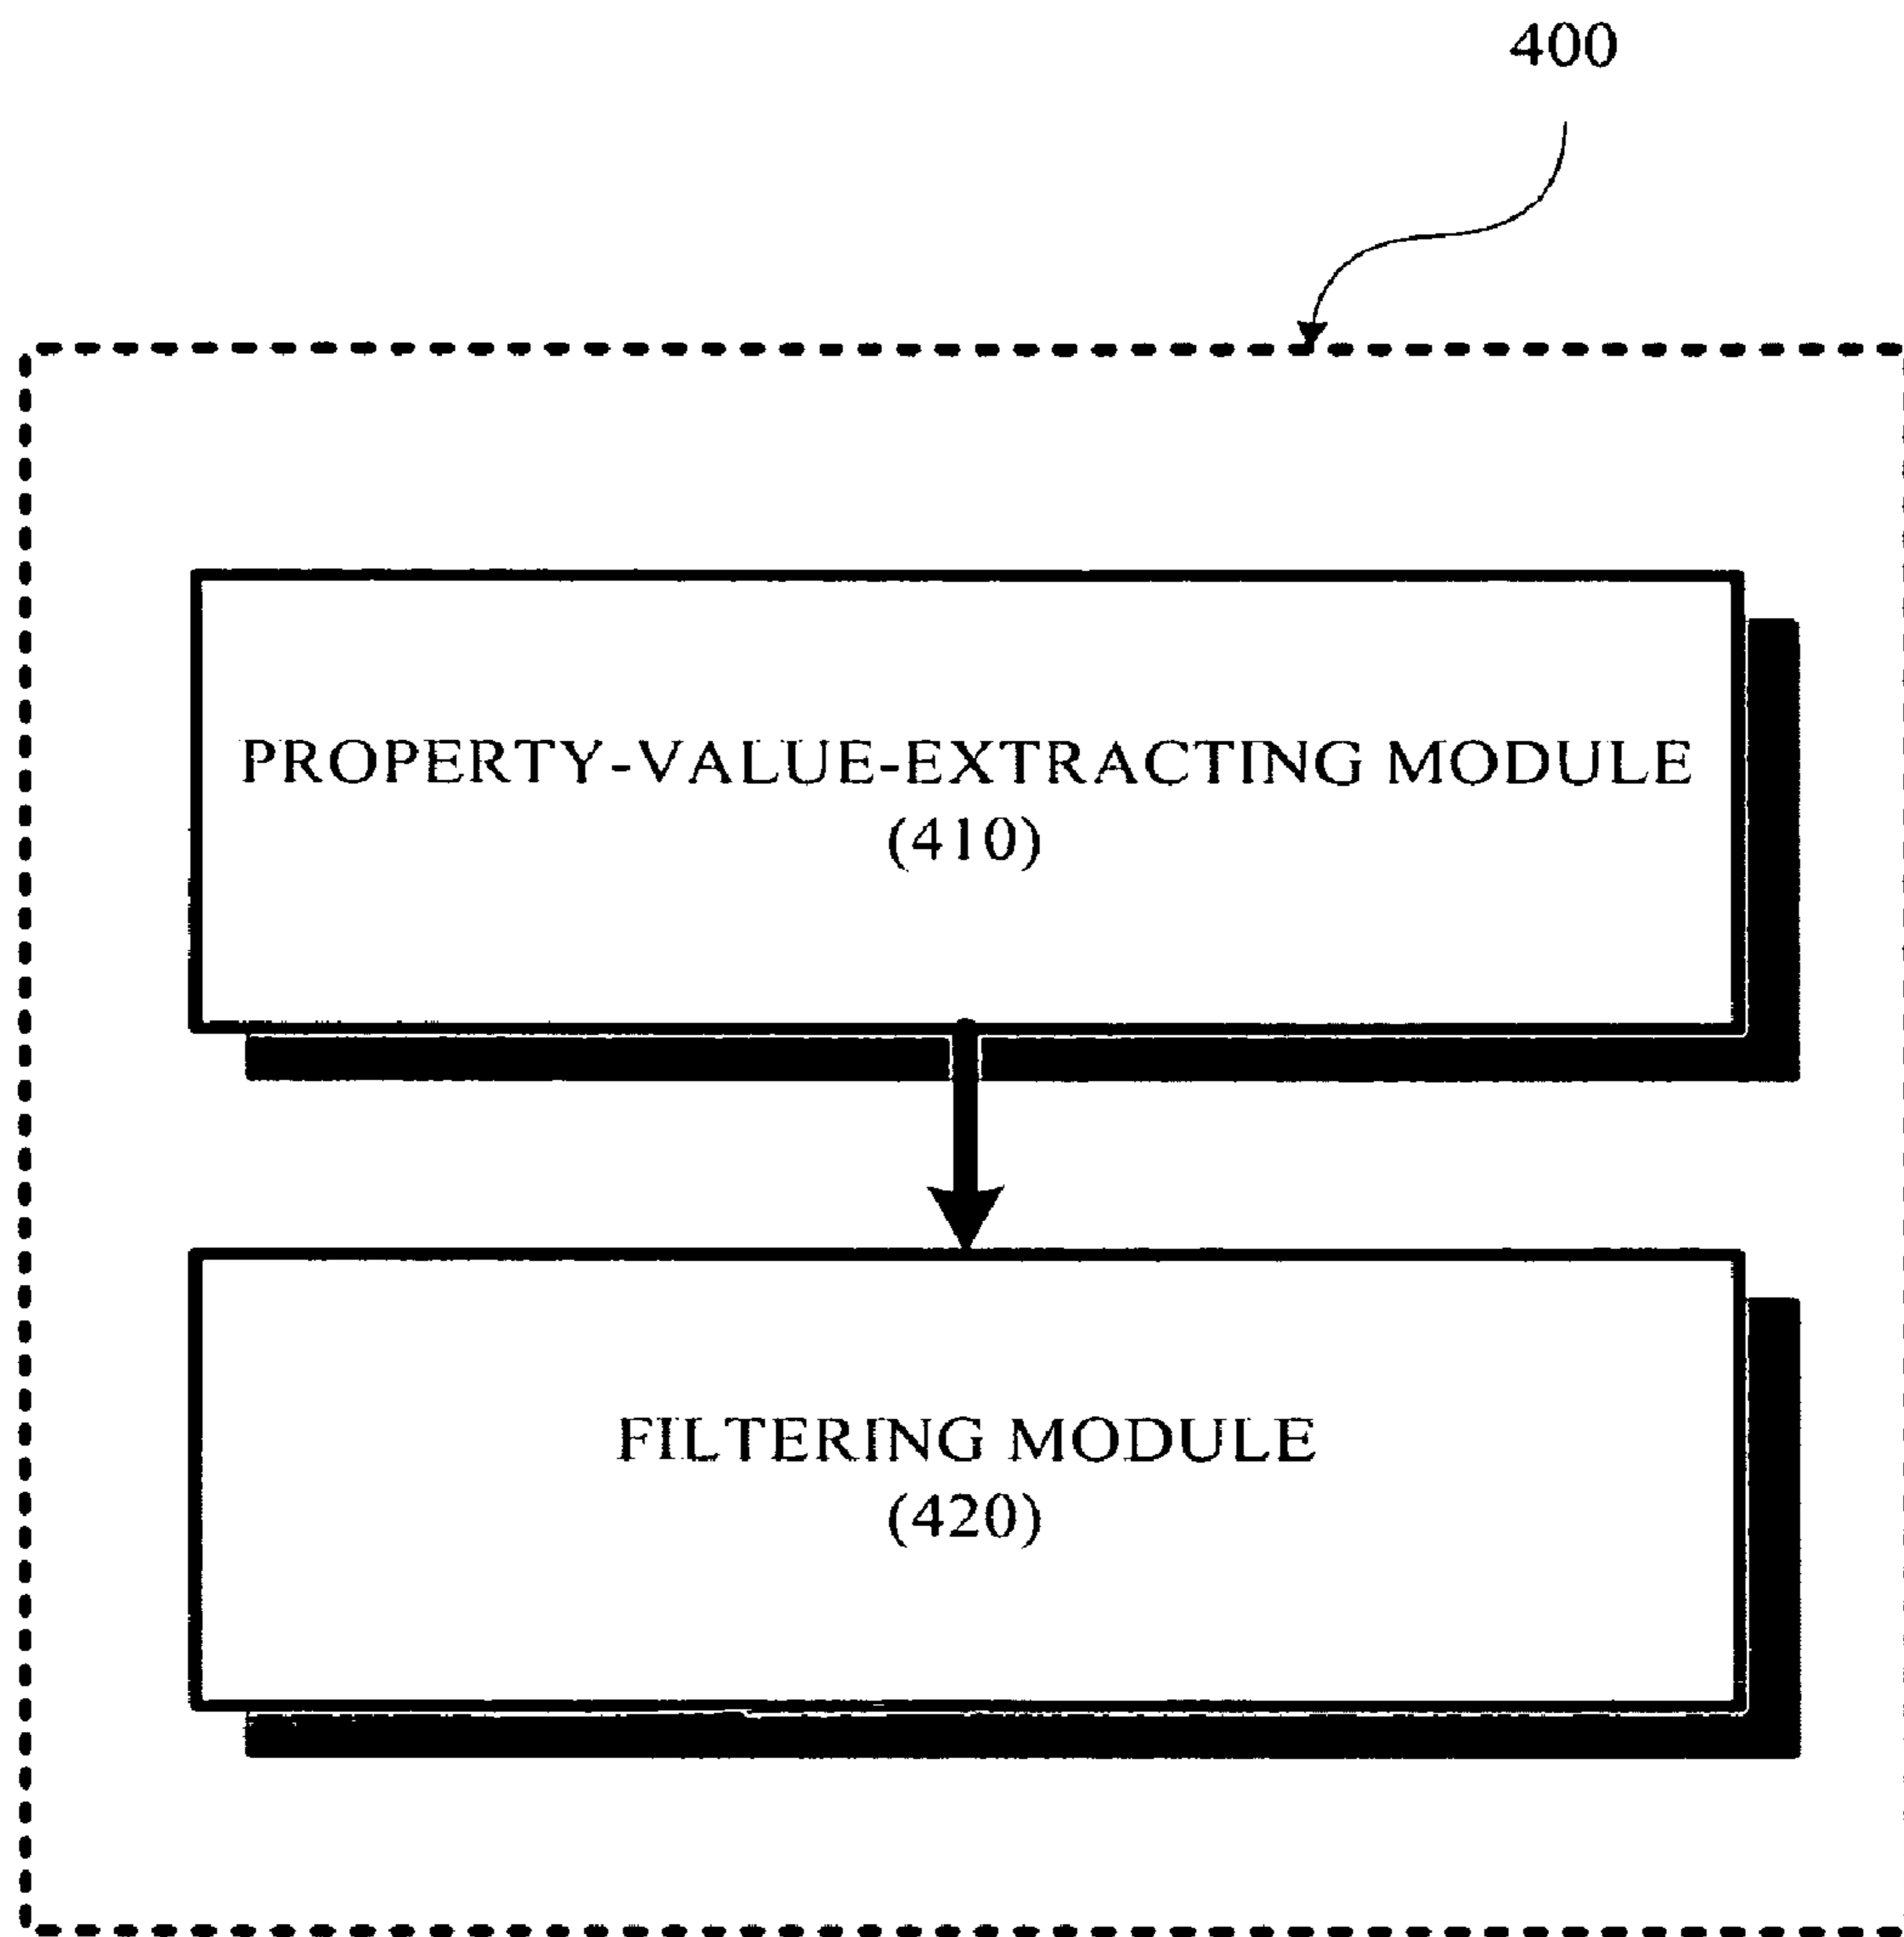 400
PROPERTY-VALUE-EXTRACTING MODULE
(410)
FILTERING MODULE
(420)